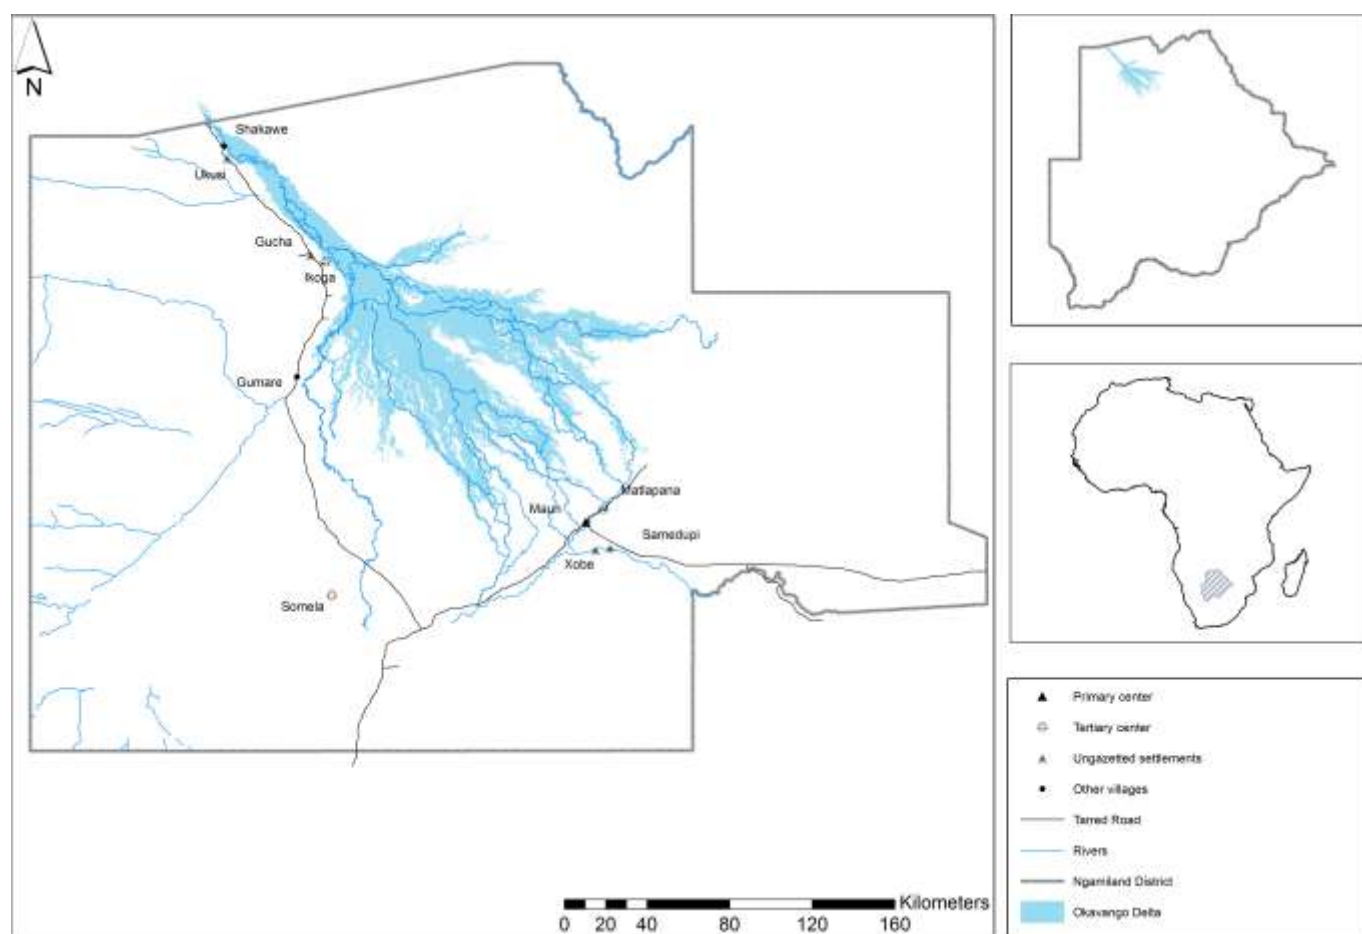 N
Shakawe
Ukusi
Gucha
Ikoga
Gumare
Matlapana
Maun
Samedupi
Xobe
Somela
Kilometers
0 20 40 80 120 160
Primary center
Tertiary center
Ungazetted settlements
Other villages
Tarred Road
Rivers
Ngamiland District
Okavango Delta